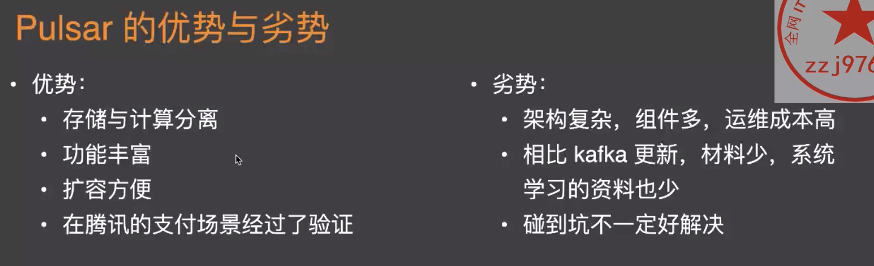 Pulsar 的优势与劣势
• 优势：
• 存储与计算分离
• 功能丰富
• 扩容方便
• 在腾讯的支付场景经过了验证
• 劣势：
• 架构复杂，组件多，运维成本高
• 相比 kafka 更新，材料少，系统
学习的资料也少
• 碰到坑不一定好解决
全网IT
zzj976